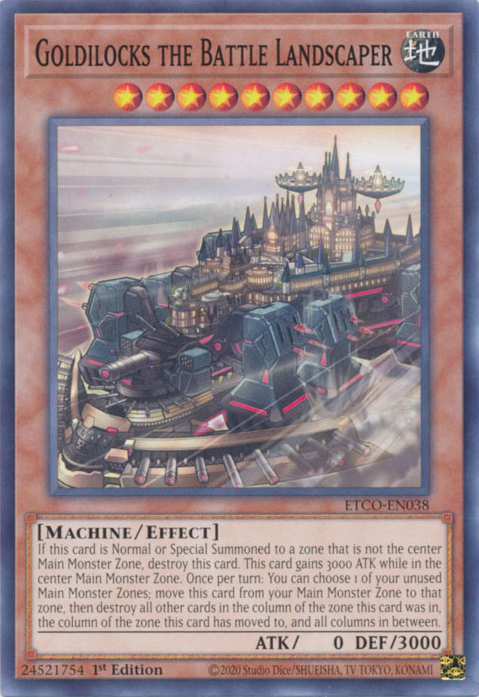 GOLDILOCKS THE BATTLE LANDSCAPER
EARTH
地
ETCO-EN038
[MACHINE/EFFECT]
If this card is Normal or Special Summoned to a zone that is not the center
Main Monster Zone, destroy this card. This card gains 3000 ATK while in the
center Main Monster Zone. Once per turn: You can choose 1 of your unused
Main Monster Zones; move this card from your Main Monster Zone to that
zone, then destroy all other cards in the column of the zone this card was in,
the column of the zone this card has moved to, and all columns in between.
ATK/ 0 DEF/3000
24521754 1st Edition ©2020 Studio Dice/SHUEISHA, TV TOKYO, KONAMI